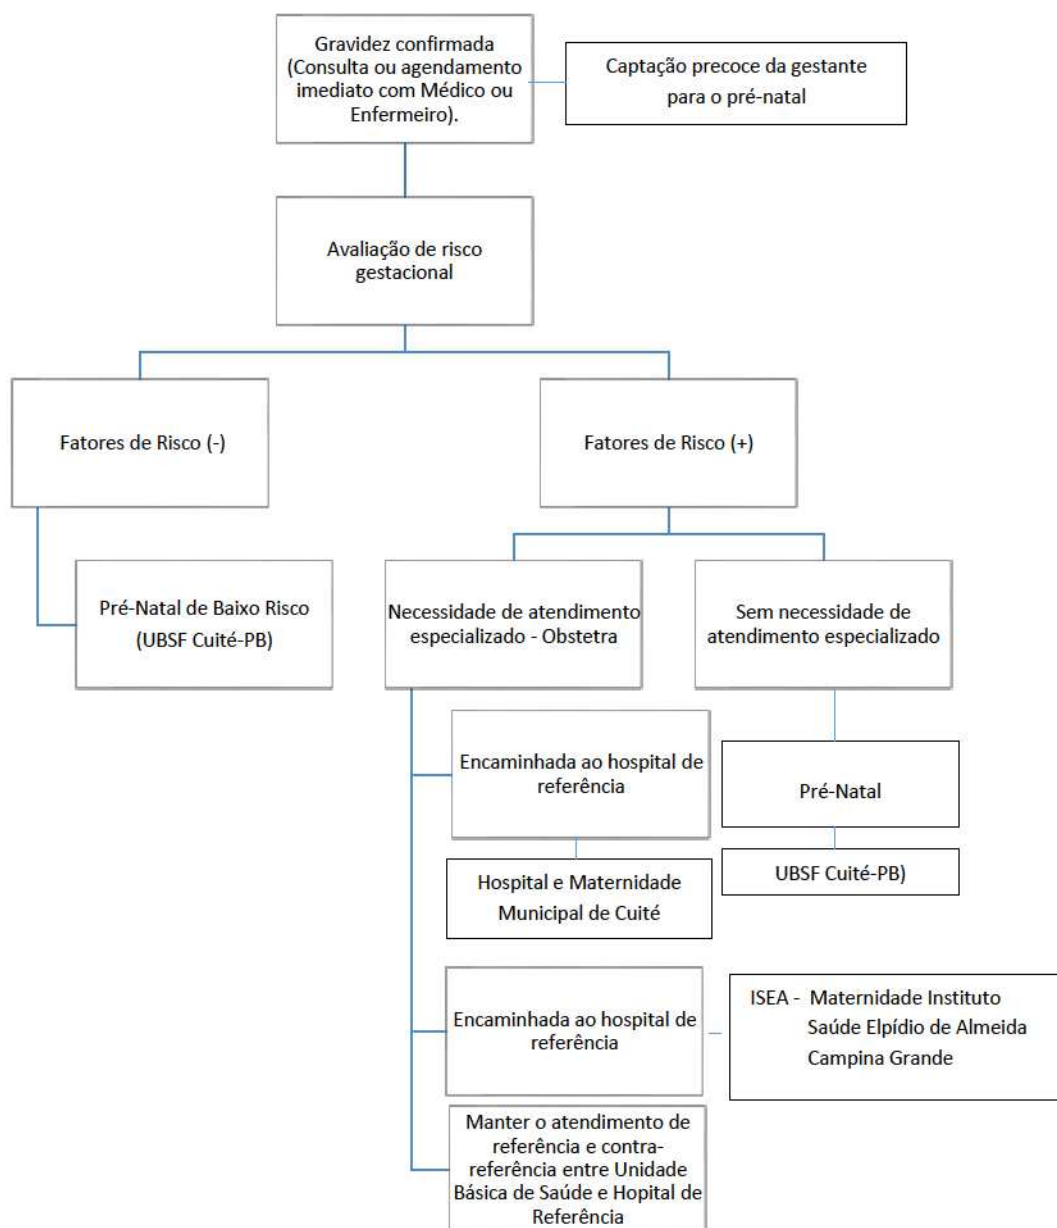 Gravidez confirmada
(Consulta ou agendamento
imediato com Médico ou
Enfermeiro).
Captação precoce da gestante
para o pré-natal
Avaliação de risco
gestacional
Fatores de Risco (-)
Fatores de Risco (+)
Pré-Natal de Baixo Risco
(UBSF Cuité-PB)
Necessidade de atendimento
especializado - Obstetra
Sem necessidade de
atendimento especializado
Encaminhada ao hospital de
referência
Pré-Natal
Hospital e Maternidade
Municipal de Cuité
UBSF Cuité-PB)
Encaminhada ao hospital de
referência
ISEA - Maternidade Instituto
Saúde Elpídio de Almeida
Campina Grande
Manter o atendimento de
referência e contra-
referência entre Unidade
Básica de Saúde e Hopital de
Referência